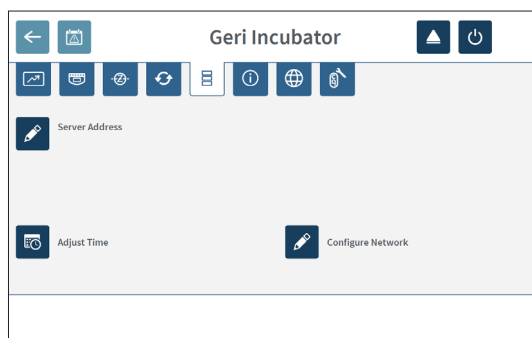 Geri Incubator
Server Address
Adjust Time
Configure Network